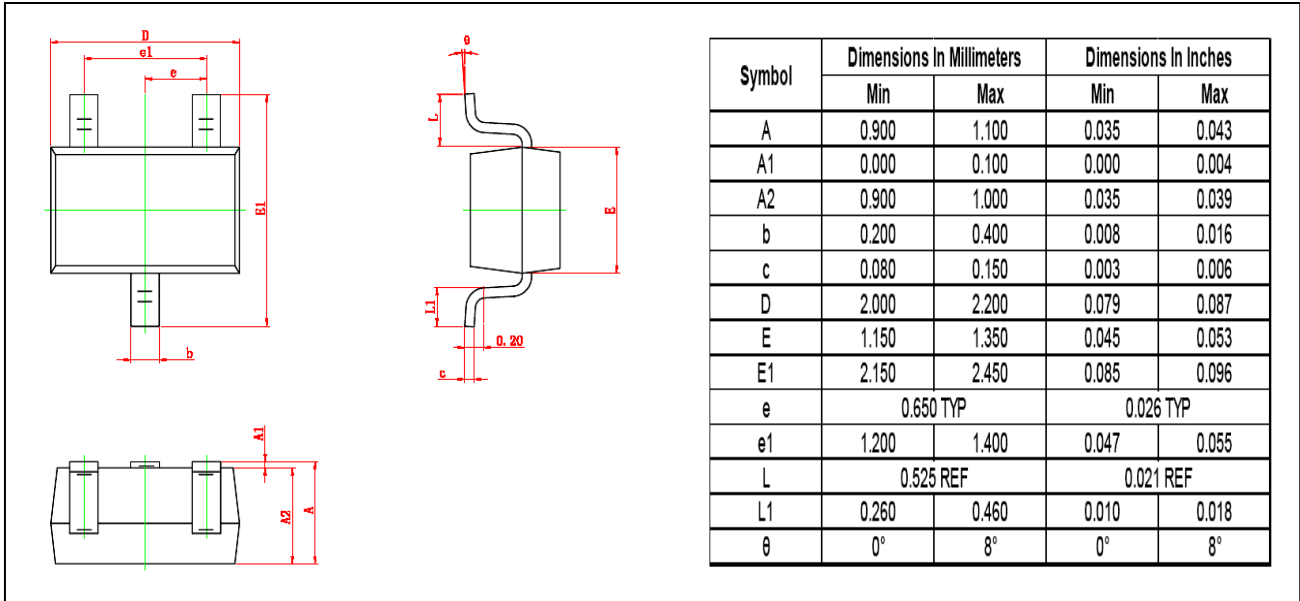 D
e1
e
E1
b
θ
L
E
L1
0.20
c
A1
A2
A
Symbol Dimensions In Millimeters Dimensions In Inches
Min Max Min Max
A 0.900 1.100 0.035 0.043
A1 0.000 0.100 0.000 0.004
A2 0.900 1.000 0.035 0.039
b 0.200 0.400 0.008 0.016
c 0.080 0.150 0.003 0.006
D 2.000 2.200 0.079 0.087
E 1.150 1.350 0.045 0.053
E1 2.150 2.450 0.085 0.096
e 0.650 TYP 0.026 TYP
e1 1.200 1.400 0.047 0.055
L 0.525 REF 0.021 REF
L1 0.260 0.460 0.010 0.018
θ 0° 8° 0° 8°